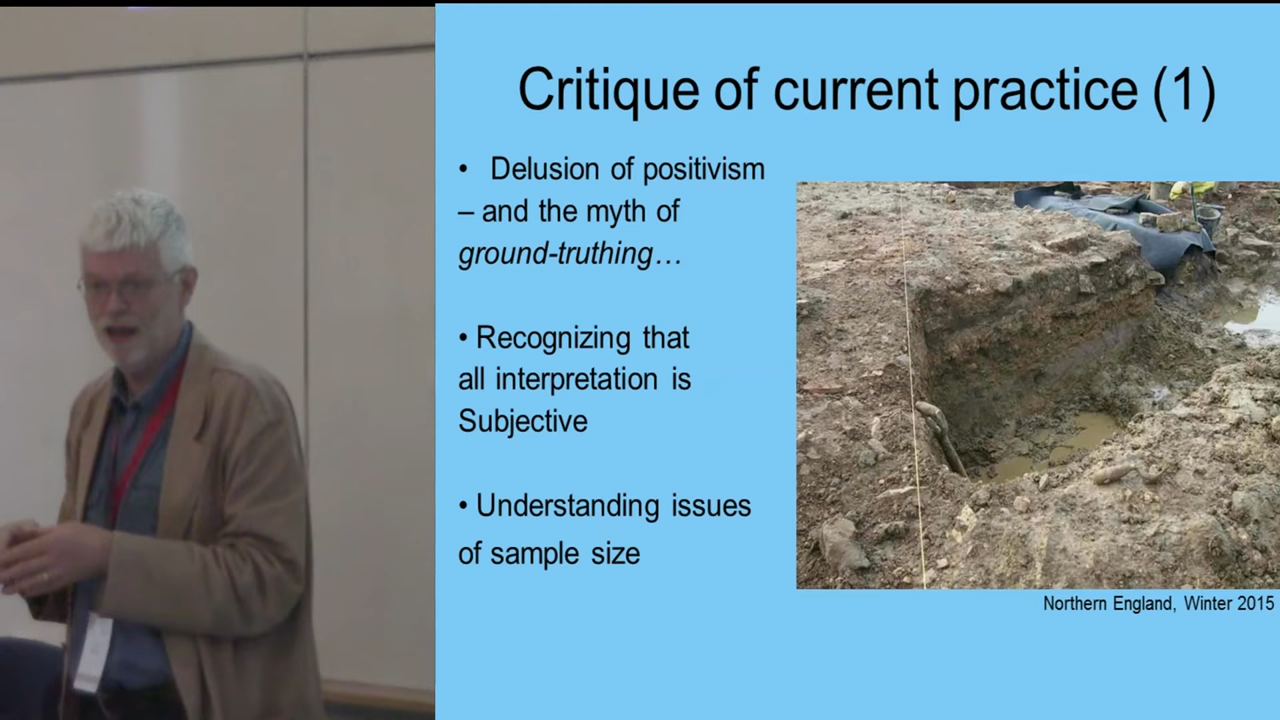 Critique of current practice (1)
• Delusion of positivism
– and the myth of
ground-truthing…
• Recognizing that
all interpretation is
Subjective
• Understanding issues
of sample size
Northern England, Winter 2015